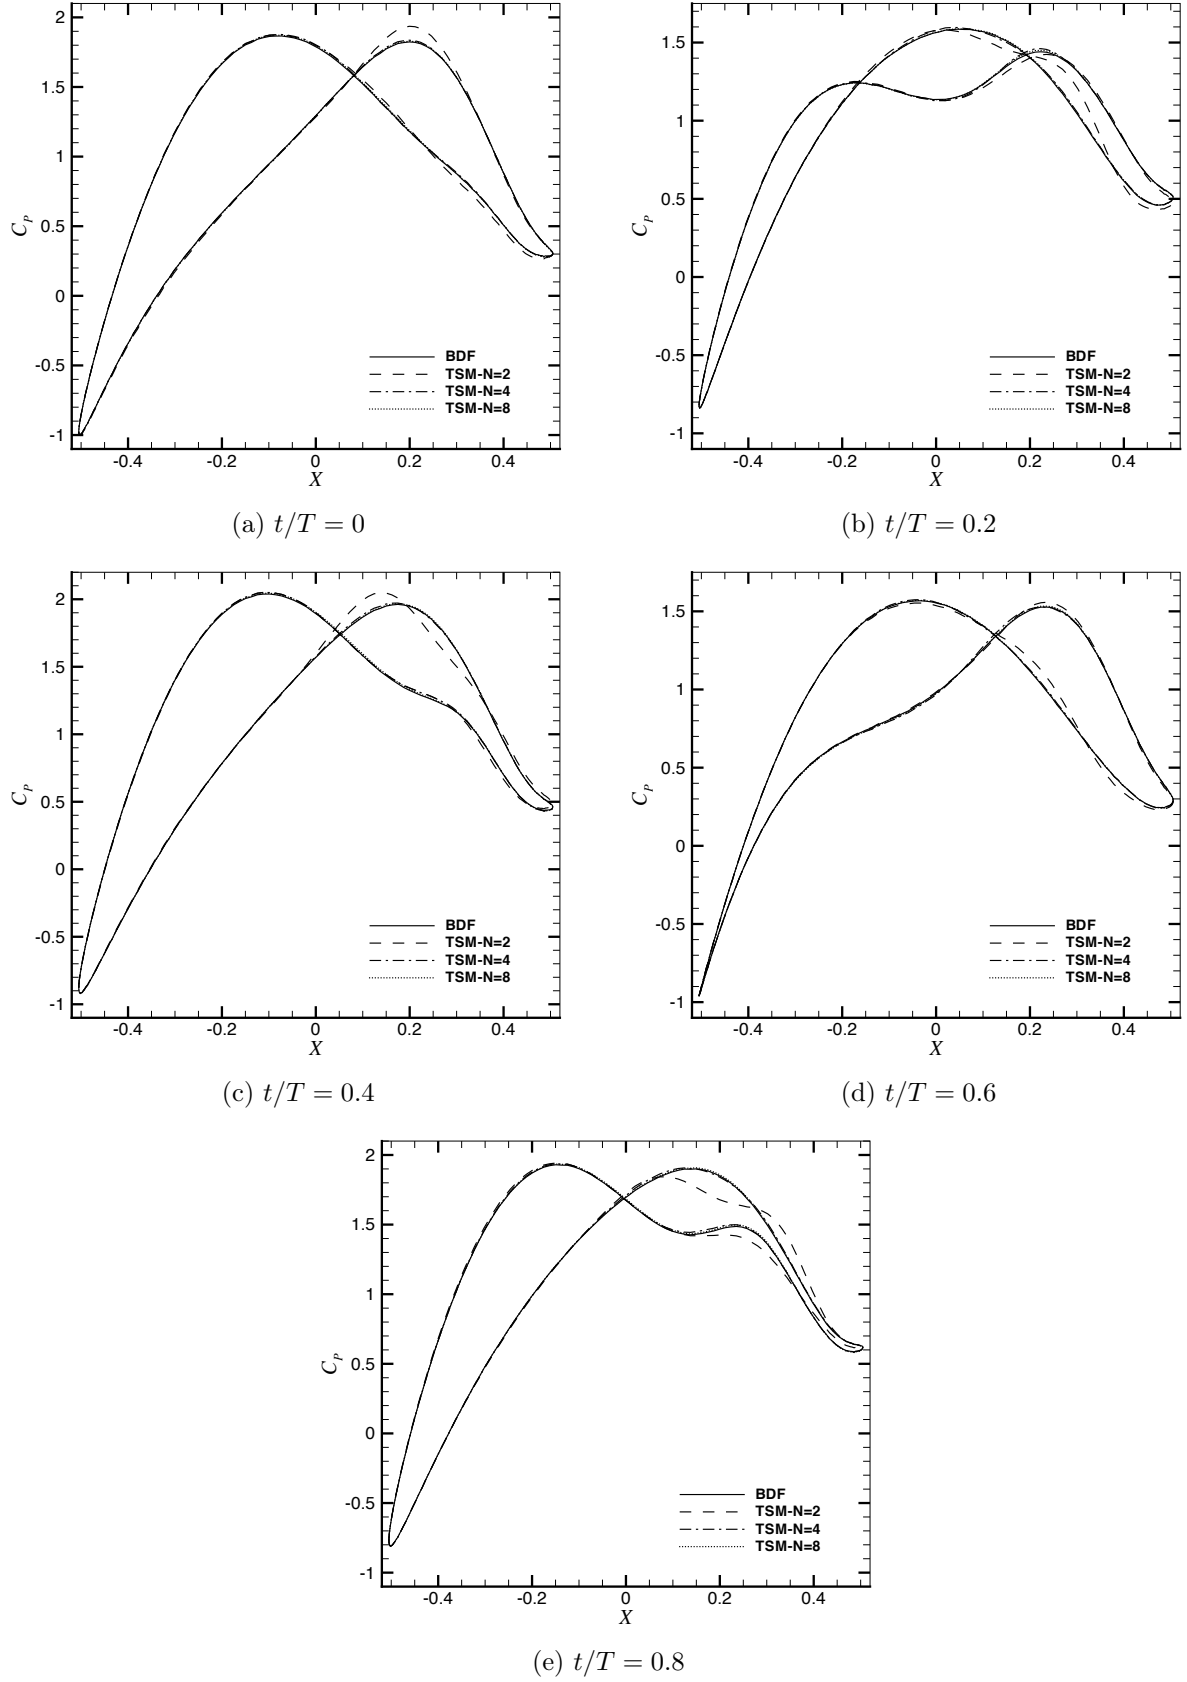 2
1.5
1
0.5
0
-0.5
-1
C_P
-0.4 -0.2 0 0.2 0.4
X
BDF
TSM-N=2
TSM-N=4
TSM-N=8
(a) t/T = 0
1.5
1
0.5
0
-0.5
-1
C_P
-0.4 -0.2 0 0.2 0.4
X
BDF
TSM-N=2
TSM-N=4
TSM-N=8
(b) t/T = 0.2
2
1.5
1
0.5
0
-0.5
-1
C_P
-0.4 -0.2 0 0.2 0.4
X
BDF
TSM-N=2
TSM-N=4
TSM-N=8
(c) t/T = 0.4
1.5
1
0.5
0
-0.5
-1
C_P
-0.4 -0.2 0 0.2 0.4
X
BDF
TSM-N=2
TSM-N=4
TSM-N=8
(d) t/T = 0.6
2
1.5
1
0.5
0
-0.5
-1
C_P
-0.4 -0.2 0 0.2 0.4
X
BDF
TSM-N=2
TSM-N=4
TSM-N=8
(e) t/T = 0.8